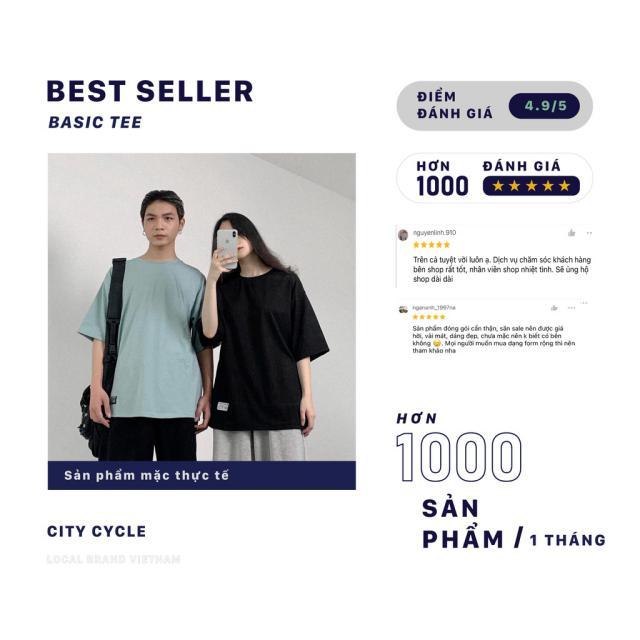 BEST SELLER
BASIC TEE
ĐIỂM
ĐÁNH GIÁ
4.9/5
HƠN
1000
ĐÁNH GIÁ
nguyenlinh.910
Trên cả tuyệt vời luôn ạ. Dịch vụ chăm sóc khách hàng
bên shop rất tốt, nhân viên shop nhiệt tình. Sẽ ủng hộ
shop dài dài
ngananh_1997na
Sản phẩm đóng gói cẩn thận, săn sale nên được giá
hời, vải mát, dáng đẹp, chưa mặc nên k biết có bền
không 😄. Mọi người muốn mua dạng form rộng thì nên
tham khảo nha
Sản phẩm mặc thực tế
HƠN
1000
SẢN
PHẨM / 1 THÁNG
CITY CYCLE
LOCAL BRAND VIETNAM